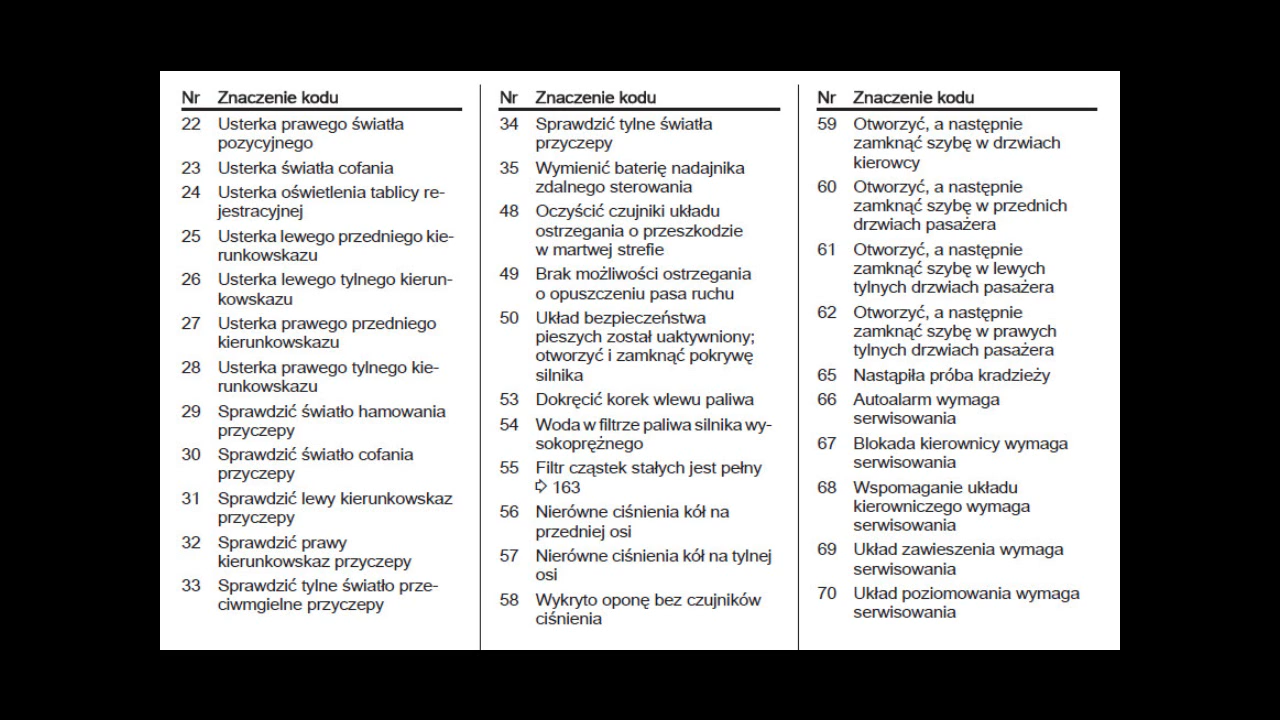 Nr Znaczenie kodu
22 Usterka prawego światła
pozycyjnego
23 Usterka światła cofania
24 Usterka oświetlenia tablicy re-
jestracyjnej
25 Usterka lewego przedniego kie-
runkowskazu
26 Usterka lewego tylnego kierun-
kowskazu
27 Usterka prawego przedniego
kierunkowskazu
28 Usterka prawego tylnego kie-
runkowskazu
29 Sprawdzić światło hamowania
przyczepy
30 Sprawdzić światło cofania
przyczepy
31 Sprawdzić lewy kierunkowskaz
przyczepy
32 Sprawdzić prawy
kierunkowskaz przyczepy
33 Sprawdzić tylne światło prze-
ciwmgielne przyczepy
Nr Znaczenie kodu
34 Sprawdzić tylne światła
przyczepy
35 Wymienić baterię nadajnika
zdalnego sterowania
48 Oczyścić czujniki układu
ostrzegania o przeszkodzie
w martwej strefie
49 Brak możliwości ostrzegania
o opuszczeniu pasa ruchu
50 Układ bezpieczeństwa
pieszych został uaktywniony;
otworzyć i zamknąć pokrywę
silnika
53 Dokręcić korek wlewu paliwa
54 Woda w filtrze paliwa silnika wy-
sokoprężnego
55 Filtr cząstek stałych jest pełny
➪ 163
56 Nierówne ciśnienia kół na
przedniej osi
57 Nierówne ciśnienia kół na tylnej
osi
58 Wykryto oponę bez czujników
ciśnienia
Nr Znaczenie kodu
59 Otworzyć, a następnie
zamknąć szybę w drzwiach
kierowcy
60 Otworzyć, a następnie
zamknąć szybę w przednich
drzwiach pasażera
61 Otworzyć, a następnie
zamknąć szybę w lewych
tylnych drzwiach pasażera
62 Otworzyć, a następnie
zamknąć szybę w prawych
tylnych drzwiach pasażera
65 Nastąpiła próba kradzieży
66 Autoalarm wymaga
serwisowania
67 Blokada kierownicy wymaga
serwisowania
68 Wspomaganie układu
kierowniczego wymaga
serwisowania
69 Układ zawieszenia wymaga
serwisowania
70 Układ poziomowania wymaga
serwisowania